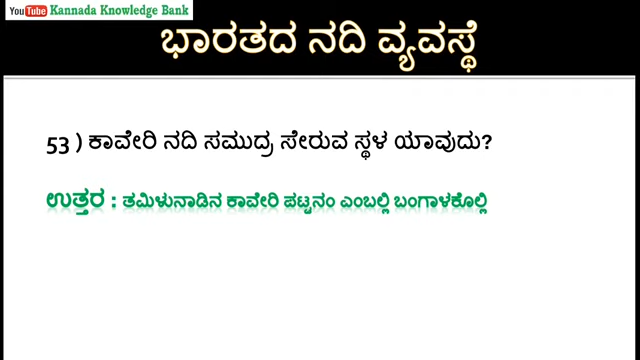 YouTube Kannada Knowledge Bank
ಭಾರತದ ನದಿ ವ್ಯವಸ್ಥೆ
53 ) ಕಾವೇರಿ ನದಿ ಸಮುದ್ರ ಸೇರುವ ಸ್ಥಳ ಯಾವುದು?
ಉತ್ತರ : ತಮಿಳುನಾಡಿನ ಕಾವೇರಿ ಪಟ್ಟನಂ ಎಂಬಲ್ಲಿ ಬಂಗಾಳಕೊಲ್ಲಿ